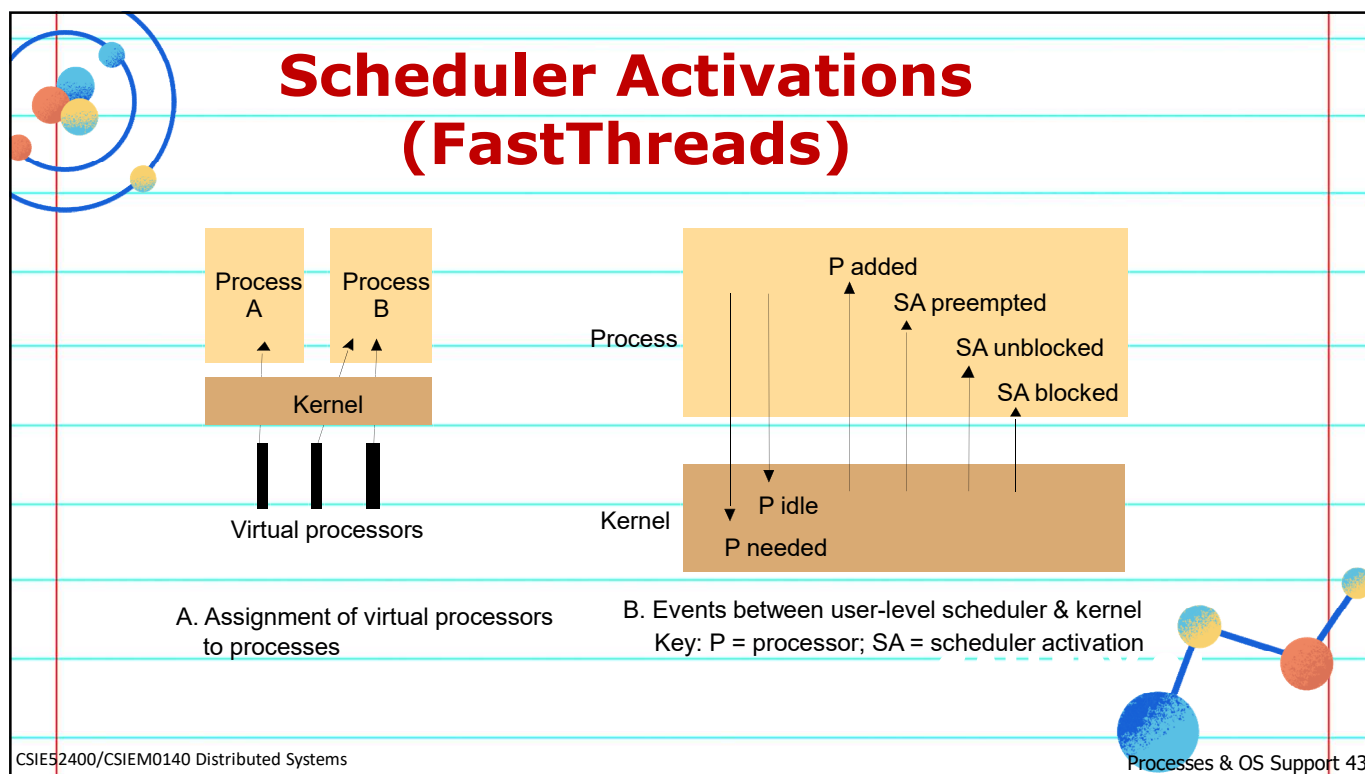 Scheduler Activations
(FastThreads)
Process
A
Process
B
Kernel
Virtual processors
A. Assignment of virtual processors
to processes
P added
SA preempted
SA unblocked
SA blocked
Process
Kernel
P idle
P needed
B. Events between user-level scheduler & kernel
Key: P = processor; SA = scheduler activation
CSIE52400/CSIEM0140 Distributed Systems
Processes & OS Support 43